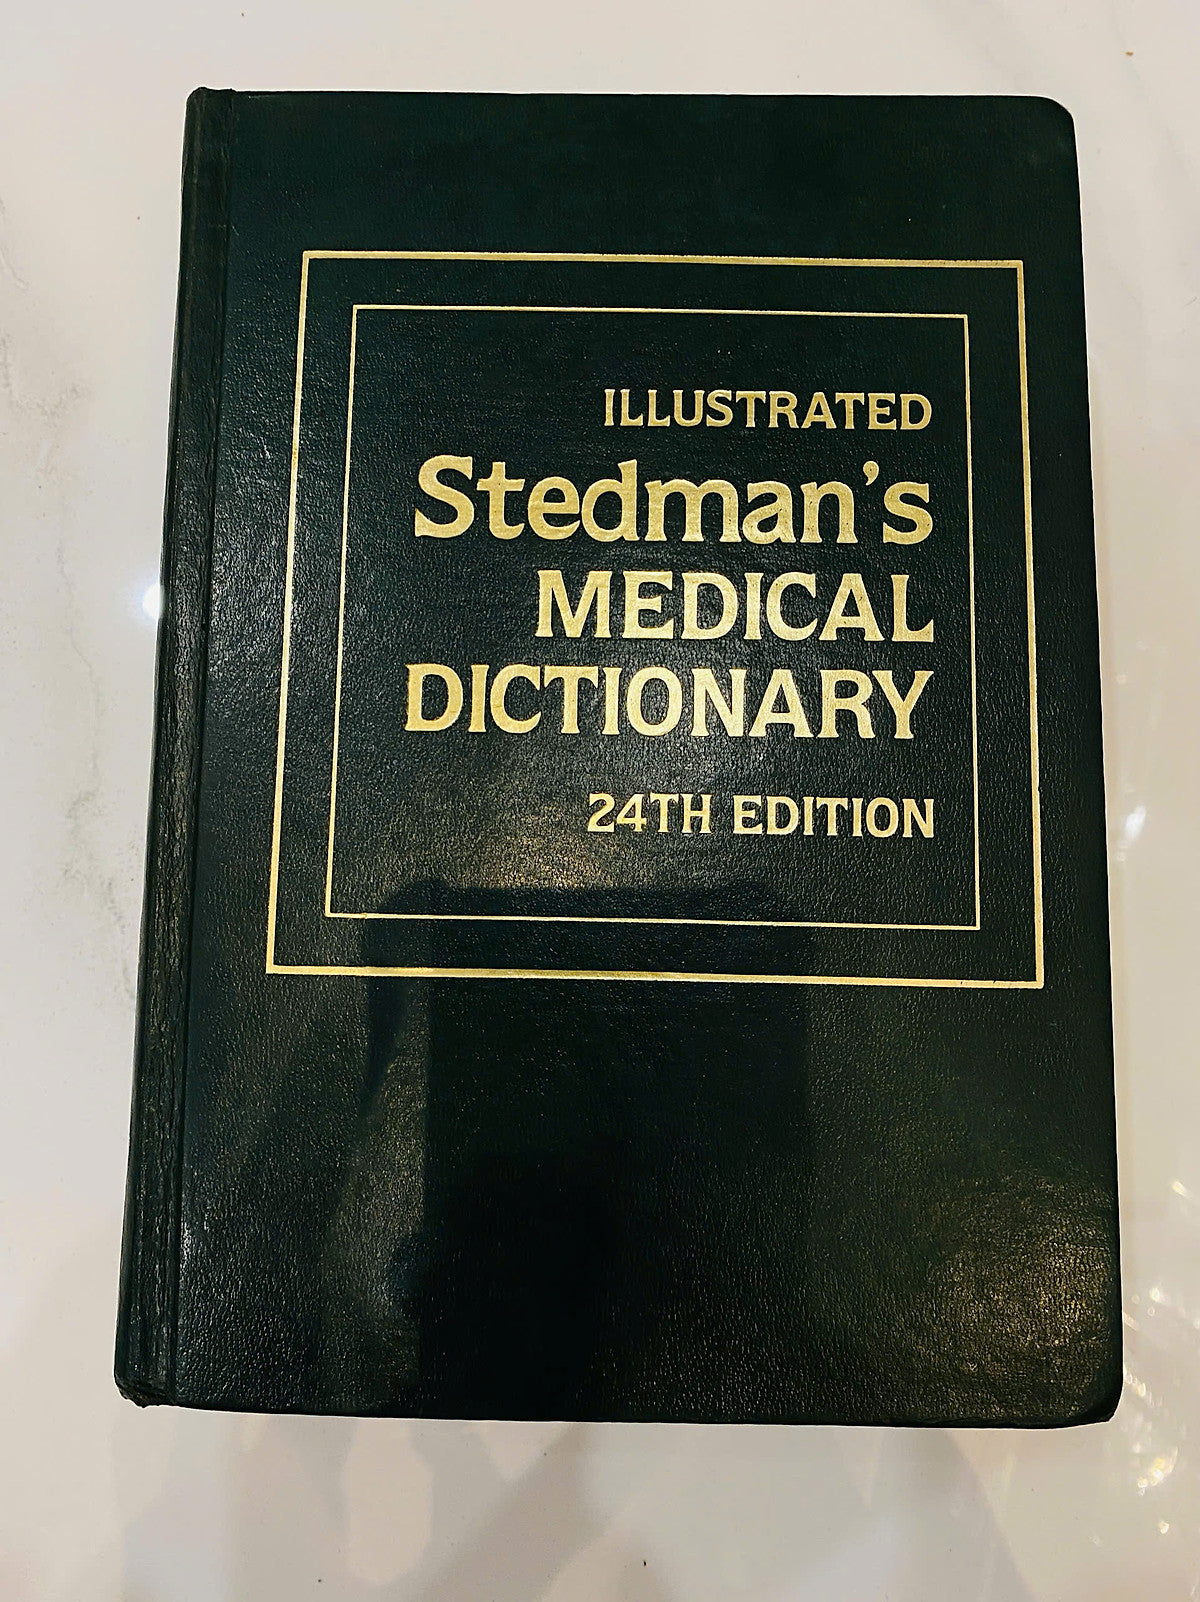 ILLUSTRATED
Stedman's
MEDICAL
DICTIONARY
24TH EDITION